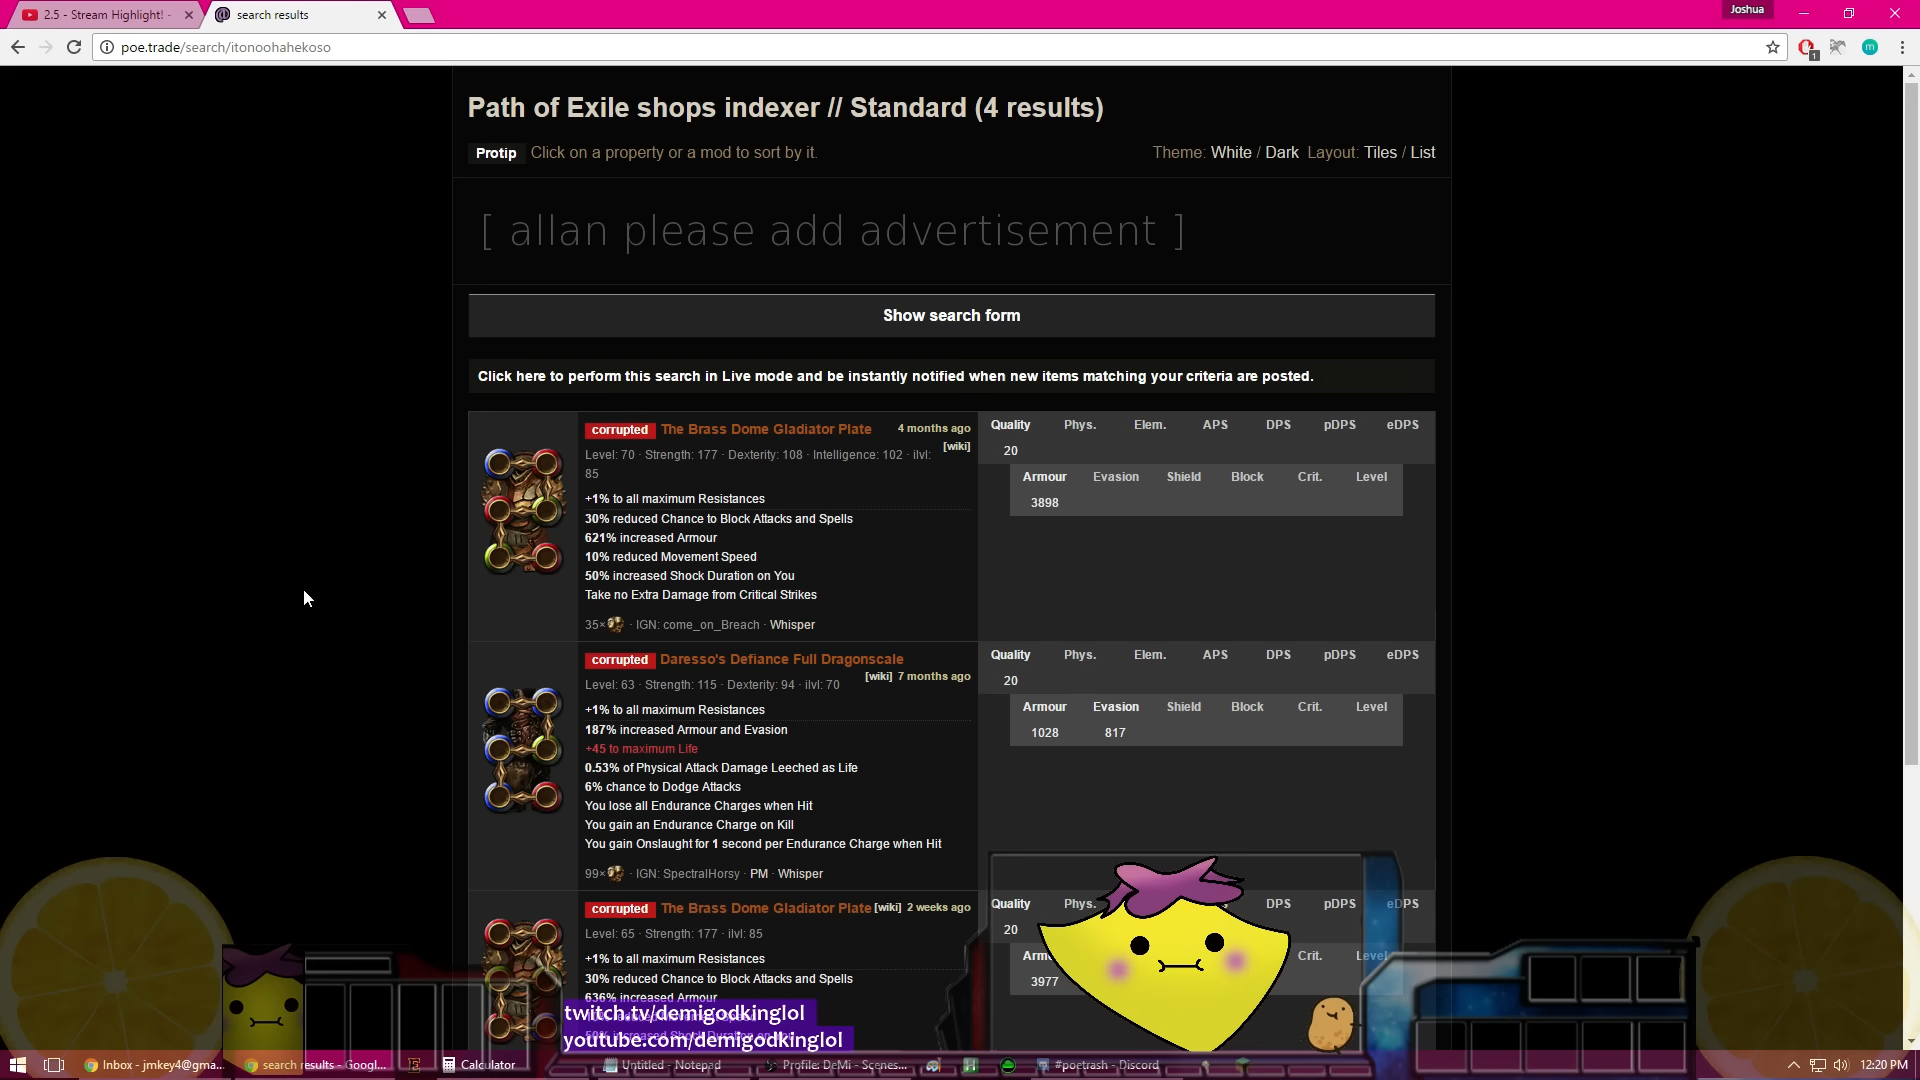 2.5 - Stream Highlight! -
search results
Joshua
poe.trade/search/itonoohahekoso
1
m
Path of Exile shops indexer // Standard (4 results)
Protip Click on a property or a mod to sort by it.
Theme: White / Dark Layout: Tiles / List
[ allan please add advertisement ]
Show search form
Click here to perform this search in Live mode and be instantly notified when new items matching your criteria are posted.
corrupted The Brass Dome Gladiator Plate 4 months ago
[wiki]
Level: 70 · Strength: 177 · Dexterity: 108 · Intelligence: 102 · ilvl:
85
+1% to all maximum Resistances
30% reduced Chance to Block Attacks and Spells
621% increased Armour
10% reduced Movement Speed
50% increased Shock Duration on You
Take no Extra Damage from Critical Strikes
35× · IGN: come_on_Breach · Whisper
Quality Phys. Elem. APS DPS pDPS eDPS
20
Armour Evasion Shield Block Crit. Level
3898
corrupted Daresso's Defiance Full Dragonscale
[wiki] 7 months ago
Level: 63 · Strength: 115 · Dexterity: 94 · ilvl: 70
+1% to all maximum Resistances
187% increased Armour and Evasion
+45 to maximum Life
0.53% of Physical Attack Damage Leeched as Life
6% chance to Dodge Attacks
You lose all Endurance Charges when Hit
You gain an Endurance Charge on Kill
You gain Onslaught for 1 second per Endurance Charge when Hit
99× · IGN: SpectralHorsy · PM · Whisper
Quality Phys. Elem. APS DPS pDPS eDPS
20
Armour Evasion Shield Block Crit. Level
1028 817
corrupted The Brass Dome Gladiator Plate [wiki] 2 weeks ago
Level: 65 · Strength: 177 · ilvl: 85
+1% to all maximum Resistances
30% reduced Chance to Block Attacks and Spells
636% increased Armour
Quality Phys. DPS pDPS eDPS
20
Crit. Level
3977
twitch.tv/demigodkinglol
youtube.com/demigodkinglol
Inbox - jmkey4@gma...
search results - Googl...
Calculator
Untitled - Notepad
Profile: DeMi - Scenes...
#poetrash - Discord
12:20 PM